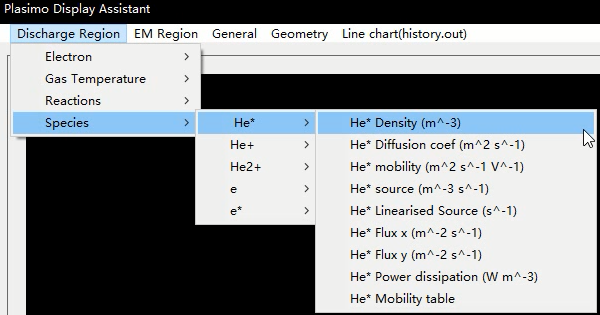 Plasimo Display Assistant
Discharge Region EM Region General Geometry Line chart(history.out)
Electron
Gas Temperature
Reactions
Species
He*
He+
He2+
e
e*
He* Density (m^-3)
He* Diffusion coef (m^2 s^-1)
He* mobility (m^2 s^-1 V^-1)
He* source (m^-3 s^-1)
He* Linearised Source (s^-1)
He* Flux x (m^-2 s^-1)
He* Flux y (m^-2 s^-1)
He* Power dissipation (W m^-3)
He* Mobility table